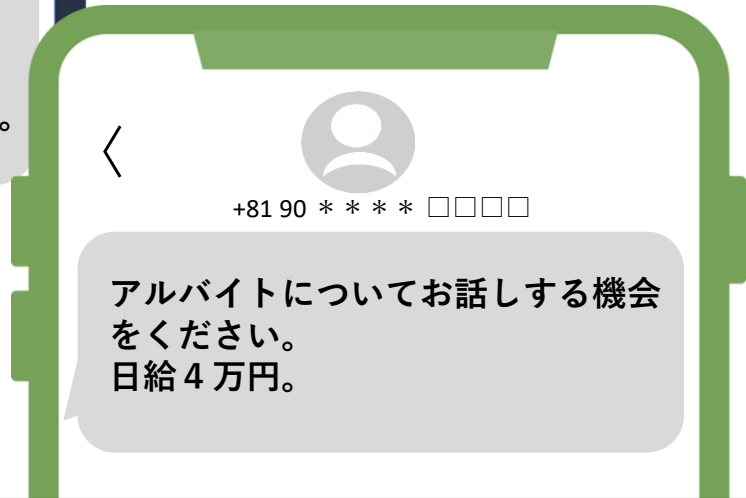 。
〈
+81 90 ＊＊＊＊ □□□□
アルバイトについてお話しする機会
をください。
日給４万円。